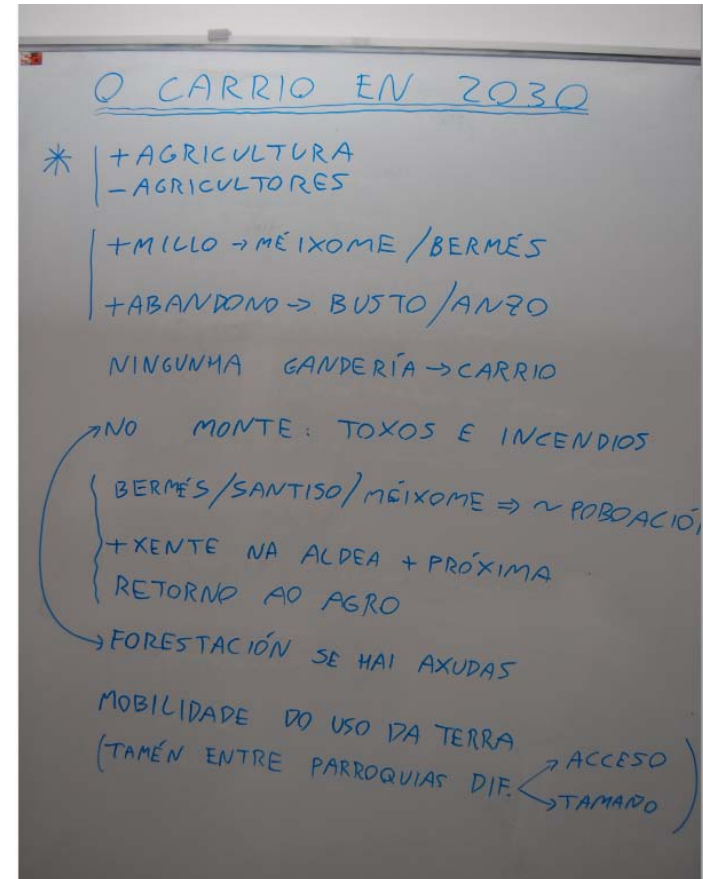 O CARRIO EN 2030
* | + AGRICULTURA
- AGRICULTORES
+ MILLO → MÉIXOME / BERMÉS
+ ABANDONO → BUSTO / ANZO
NINGUNHA GANDERÍA → CARRIO
NO MONTE: TOXOS E INCENDIOS
BERMÉS/SANTISO/MÉIXOME ⇒ ~ POBOACIÓ
+ XENTE NA ALDEA + PRÓXIMA
RETORNO AO AGRO
FORESTACIÓN SE HAI AXUDAS
MOBILIDADE DO USO DA TERRA
(TAMÉN ENTRE PARROQUIAS DIF. → ACCESO
→ TAMAÑO)